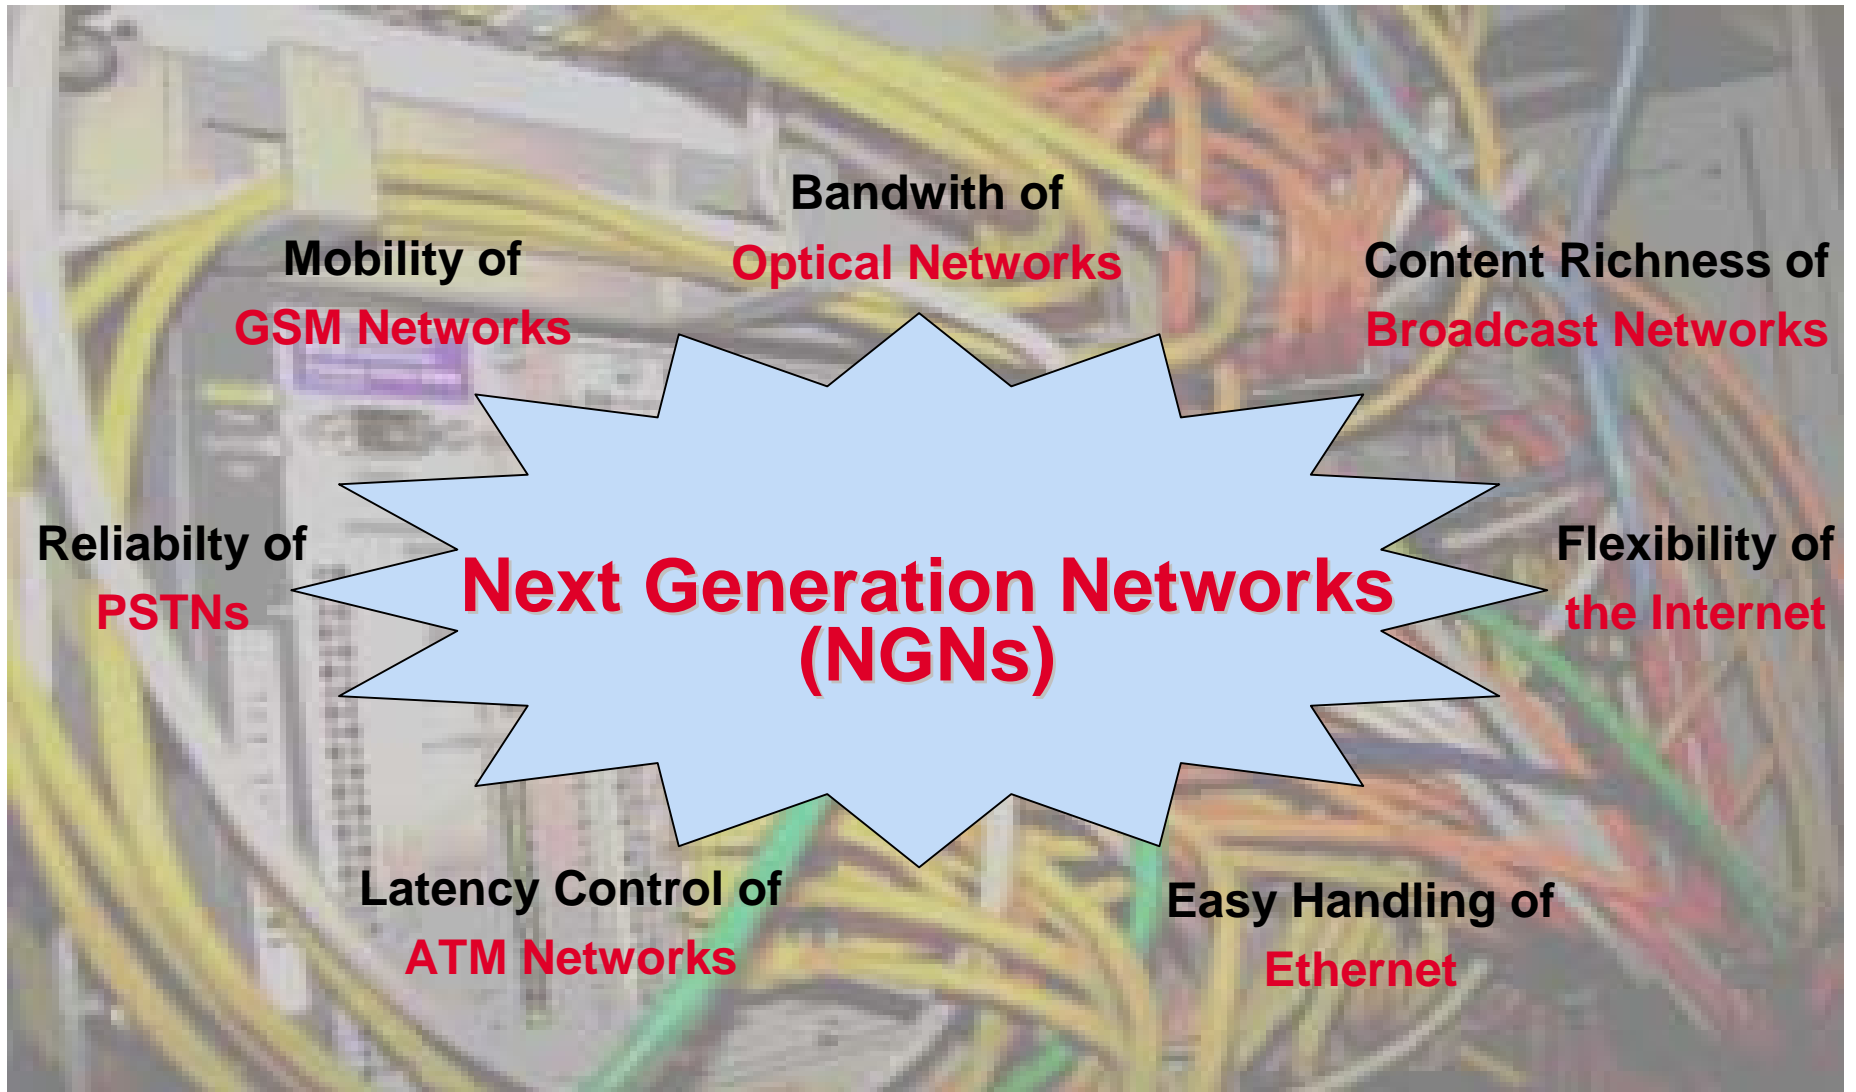 Bandwith of
Optical Networks
Mobility of
GSM Networks
Content Richness of
Broadcast Networks
Reliabilty of
PSTNs
Next Generation Networks
(NGNs)
Flexibility of
the Internet
Latency Control of
ATM Networks
Easy Handling of
Ethernet